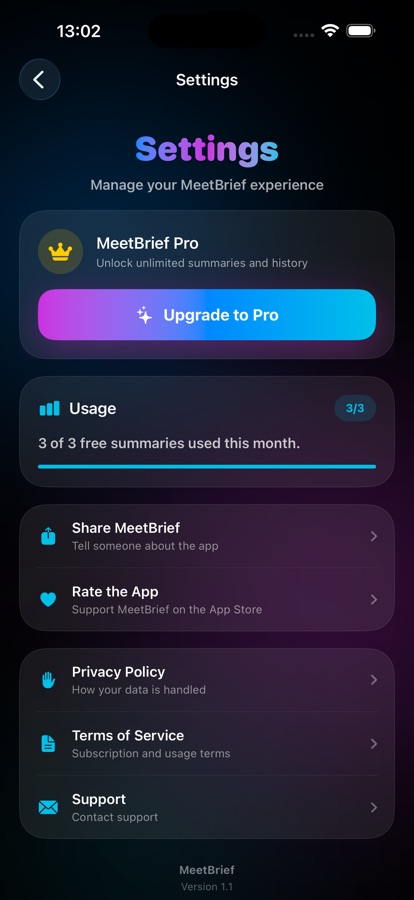 13:02
Settings
Settings
Manage your MeetBrief experience
MeetBrief Pro
Unlock unlimited summaries and history
Upgrade to Pro
Usage
3/3
3 of 3 free summaries used this month.
Share MeetBrief
Tell someone about the app
Rate the App
Support MeetBrief on the App Store
Privacy Policy
How your data is handled
Terms of Service
Subscription and usage terms
Support
Contact support
MeetBrief
Version 1.1